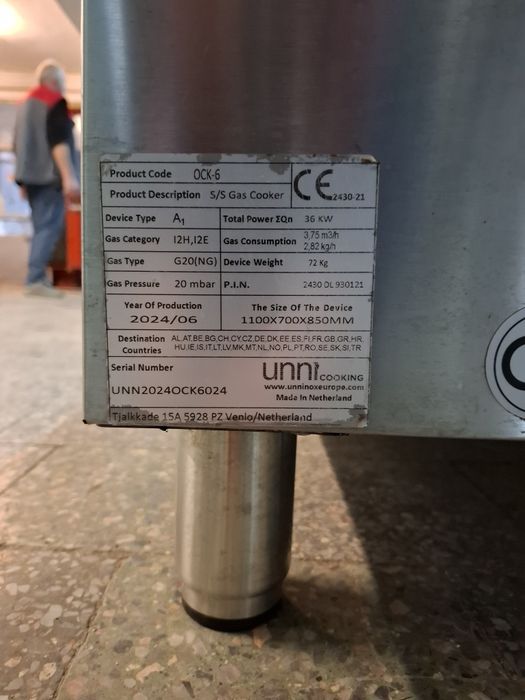 Product Code OCK-6
Product Description S/S Gas Cooker
CE 2430-21
Device Type A1 Total Power ΣQn 36 KW
Gas Category I2H,I2E Gas Consumption 3,75 m3/h
2,82 kg/h
Gas Type G20(NG) Device Weight 72 Kg
Gas Pressure 20 mbar P.I.N. 2430 DL 930121
Year Of Production The Size Of The Device
2024/06 1100X700X850MM
Destination Countries AL.AT.BE.BG.CH.CY.CZ.DE.DK.EE.ES.FI.FR.GB.GR.HR.
HU.IE.IS.IT.LT.LV.MK.MT.NL.NO.PL.PT.RO.SE.SK.SI.TR
Serial Number
UNN2024OCK6024
unni COOKING
www.unninoxeurope.com
Made In Netherland
Tjalkkade 15A 5928 PZ Venlo/Netherland